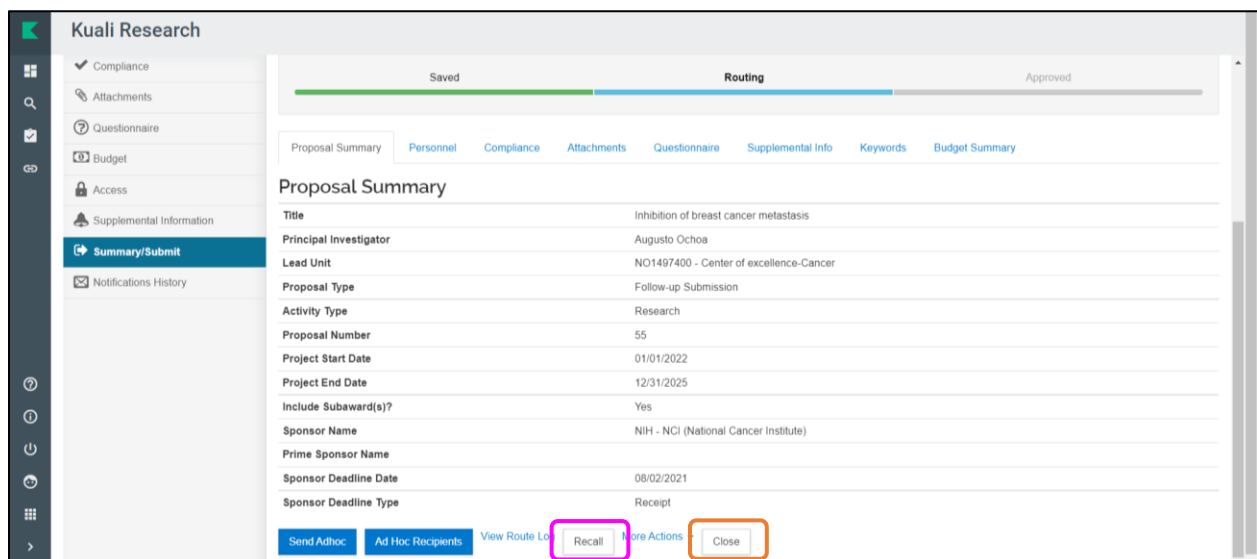 Kuali Research
Compliance
Attachments
Questionnaire
Budget
Access
Supplemental Information
Summary/Submit
Notifications History
Saved Routing Approved
Proposal Summary Personnel Compliance Attachments Questionnaire Supplemental Info Keywords Budget Summary
Proposal Summary
Title Inhibition of breast cancer metastasis
Principal Investigator Augusto Ochoa
Lead Unit NO1497400 - Center of excellence-Cancer
Proposal Type Follow-up Submission
Activity Type Research
Proposal Number 55
Project Start Date 01/01/2022
Project End Date 12/31/2025
Include Subaward(s)? Yes
Sponsor Name NIH - NCI (National Cancer Institute)
Prime Sponsor Name
Sponsor Deadline Date 08/02/2021
Sponsor Deadline Type Receipt
Send Adhoc Ad Hoc Recipients View Route Log Recall More Actions Close